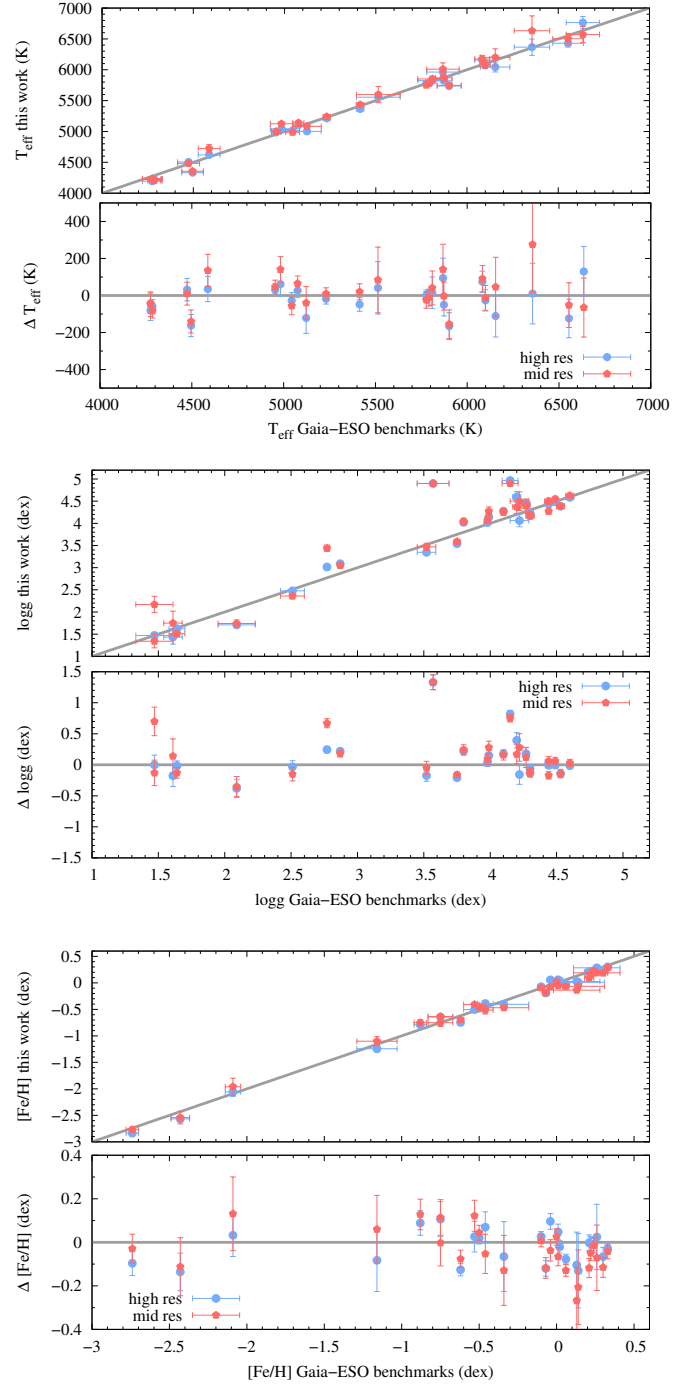 7000
6500
6000
5500
5000
4500
4000
T_eff this work (K)
400
200
0
-200
-400
Δ T_eff (K)
high res
mid res
4000 4500 5000 5500 6000 6500 7000
T_eff Gaia−ESO benchmarks (K)
5
4.5
4
3.5
3
2.5
2
1.5
1
logg this work (dex)
1.5
1
0.5
0
-0.5
-1
-1.5
Δ logg (dex)
high res
mid res
1 1.5 2 2.5 3 3.5 4 4.5 5
logg Gaia−ESO benchmarks (dex)
0.5
0
-0.5
-1
-1.5
-2
-2.5
-3
[Fe/H] this work (dex)
0.4
0.2
0
-0.2
-0.4
Δ [Fe/H] (dex)
high res
mid res
-3 -2.5 -2 -1.5 -1 -0.5 0 0.5
[Fe/H] Gaia−ESO benchmarks (dex)